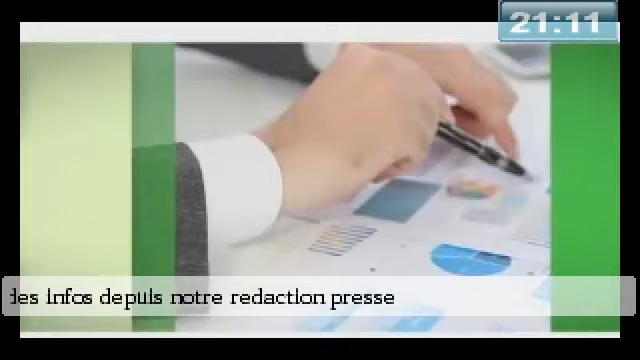 21:11
des infos depuis notre redaction presse